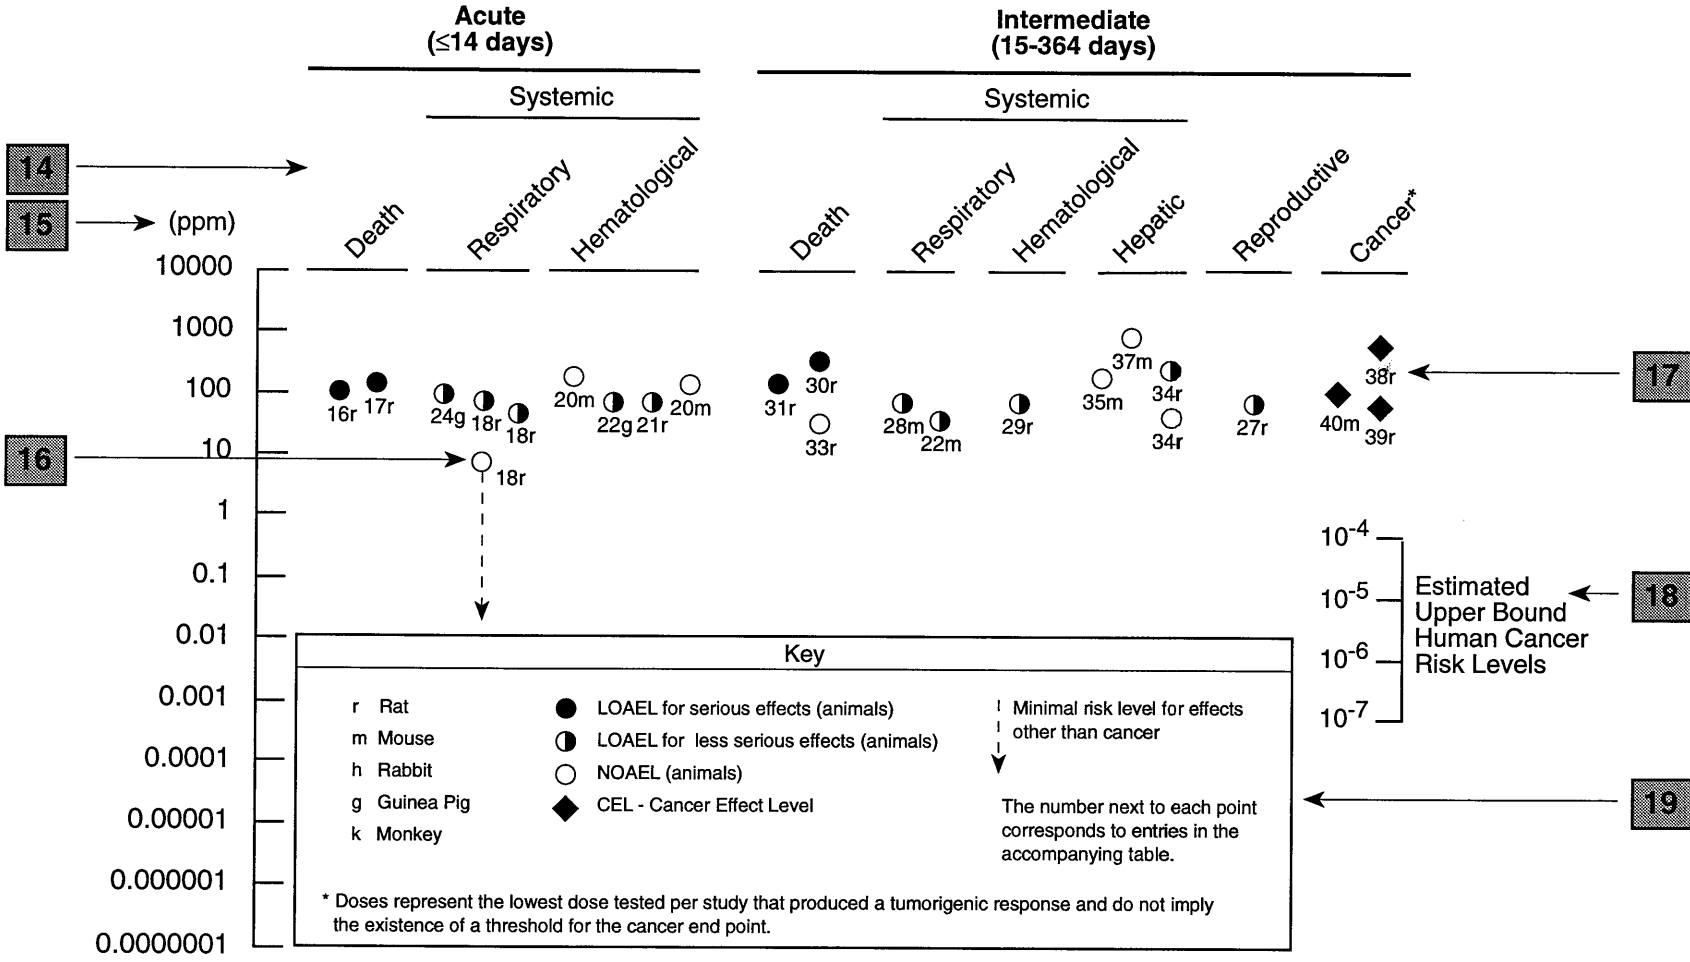 Acute
(≤14 days)
Intermediate
(15-364 days)
Systemic
Systemic
14
15
(ppm)
Death
Respiratory
Hematological
Death
Respiratory
Hematological
Hepatic
Reproductive
Cancer*
10000
1000
100
10
1
0.1
0.01
0.001
0.0001
0.00001
0.000001
0.0000001
16r
17r
24g
18r
18r
18r
20m
22g
21r
20m
31r
30r
33r
28m
22m
29r
35m
37m
34r
34r
27r
40m
38r
39r
16
17
10-4
10-5
10-6
10-7
Estimated
Upper Bound
Human Cancer
Risk Levels
18
Key
r Rat
m Mouse
h Rabbit
g Guinea Pig
k Monkey
LOAEL for serious effects (animals)
LOAEL for less serious effects (animals)
NOAEL (animals)
CEL - Cancer Effect Level
Minimal risk level for effects
other than cancer
The number next to each point
corresponds to entries in the
accompanying table.
19
* Doses represent the lowest dose tested per study that produced a tumorigenic response and do not imply
the existence of a threshold for the cancer end point.